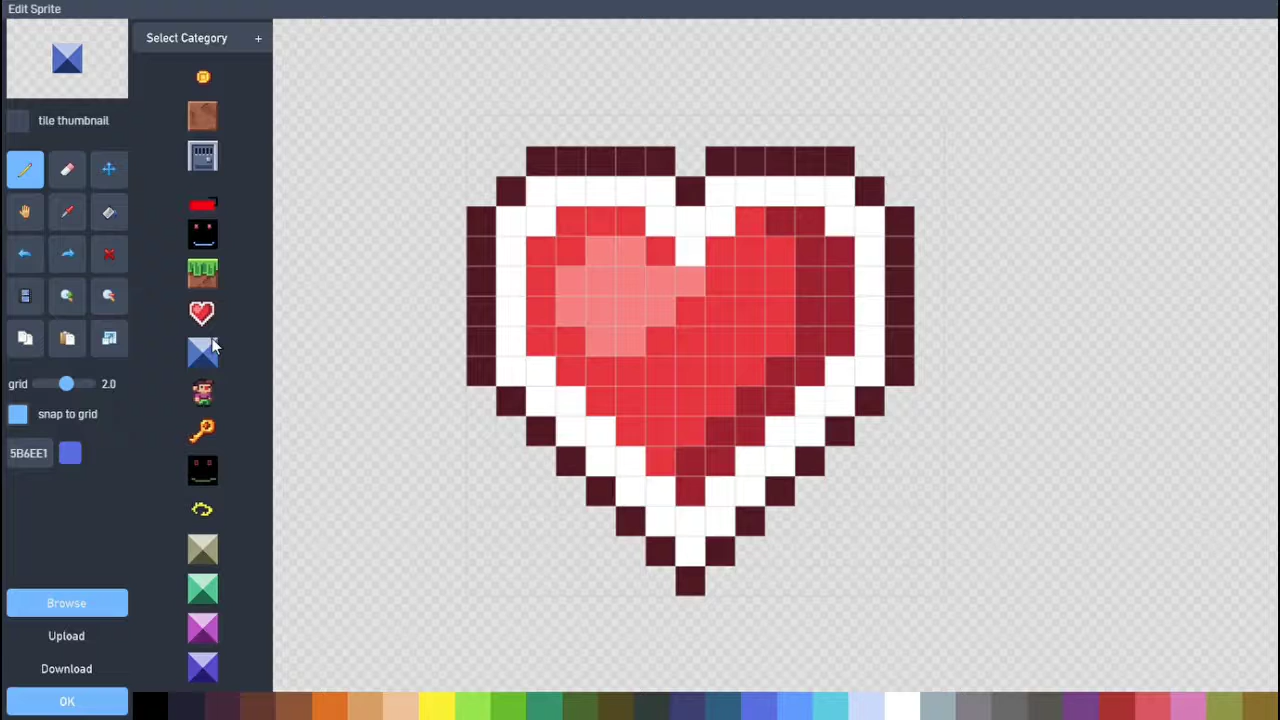 Edit Sprite
Select Category +
tile thumbnail
grid 2.0
snap to grid
5B6EE1
Browse
Upload
Download
OK